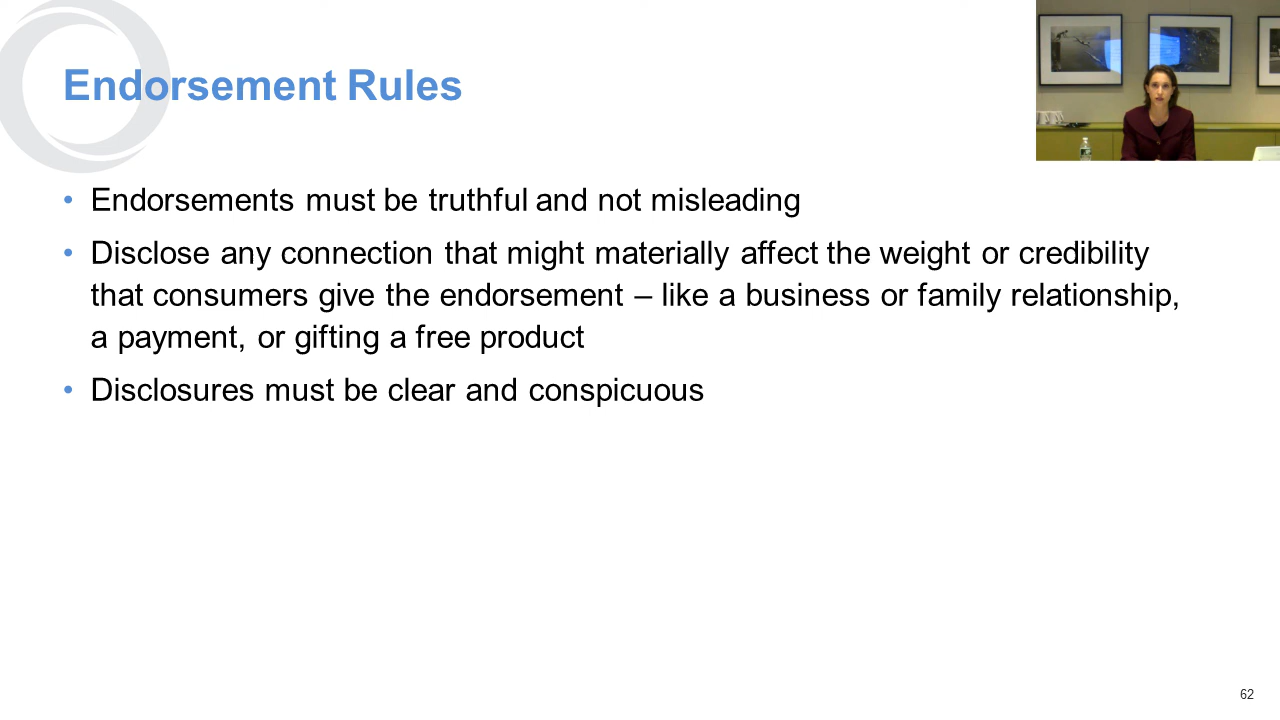 Endorsement Rules
• Endorsements must be truthful and not misleading
• Disclose any connection that might materially affect the weight or credibility
that consumers give the endorsement – like a business or family relationship,
a payment, or gifting a free product
• Disclosures must be clear and conspicuous
62